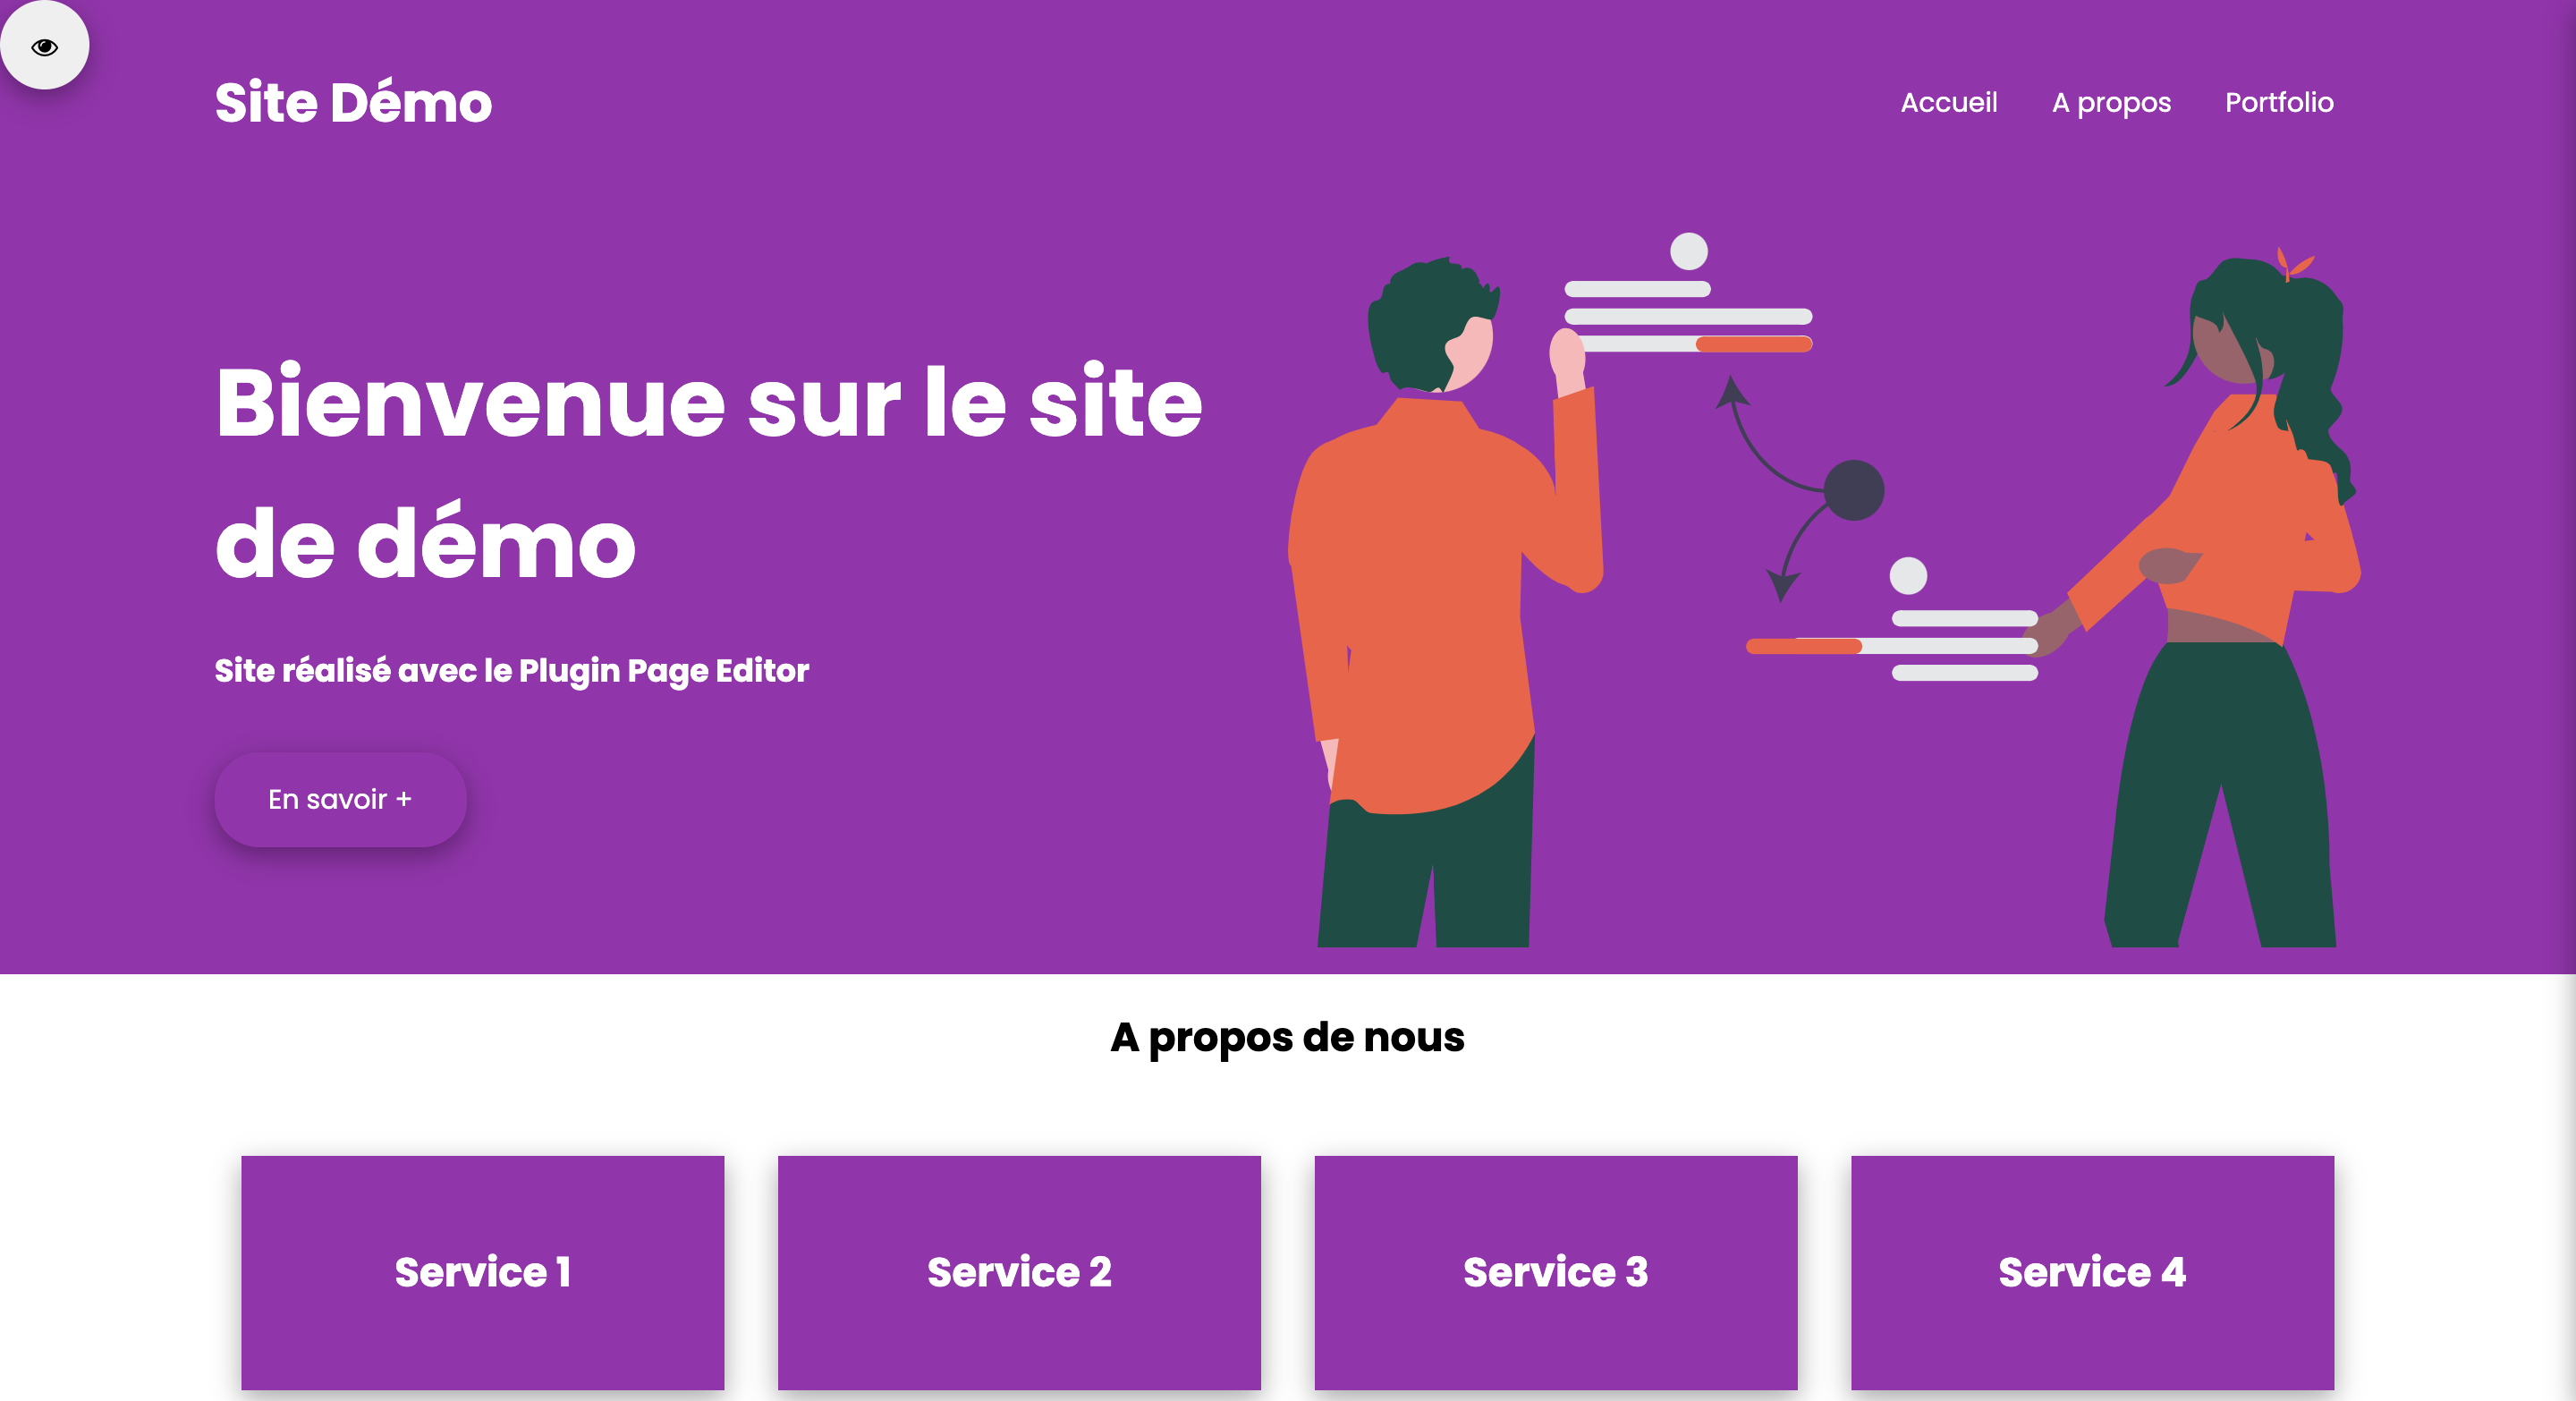 Site Démo
Accueil A propos Portfolio
Bienvenue sur le site
de démo
Site réalisé avec le Plugin Page Editor
En savoir +
A propos de nous
Service 1
Service 2
Service 3
Service 4